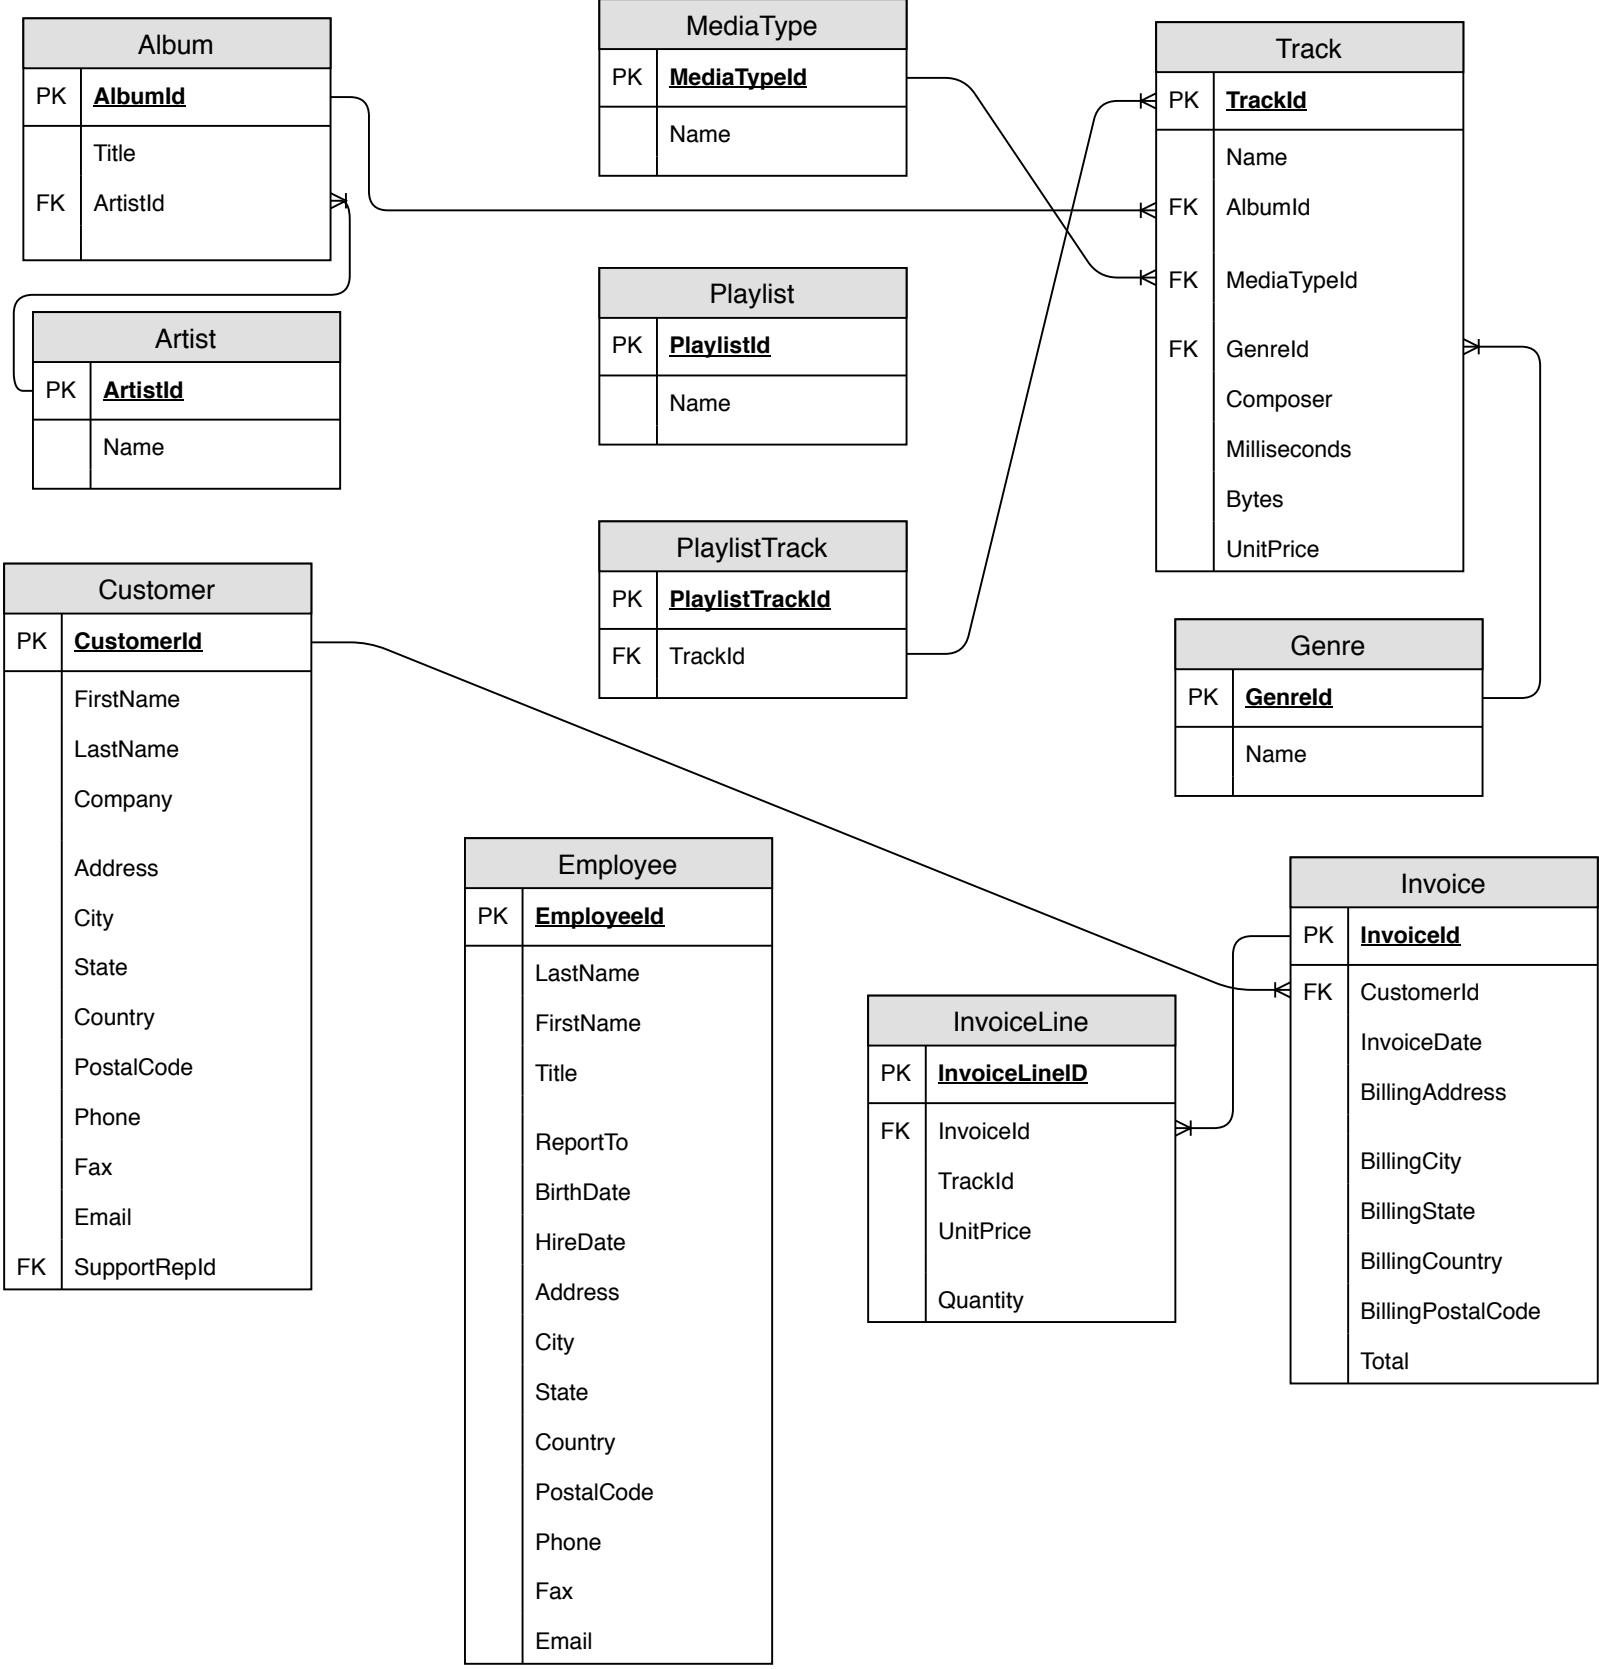 Album
PK AlbumId
Title
FK ArtistId
Artist
PK ArtistId
Name
MediaType
PK MediaTypeId
Name
Playlist
PK PlaylistId
Name
PlaylistTrack
PK PlaylistTrackId
FK TrackId
Track
PK TrackId
Name
FK AlbumId
FK MediaTypeId
FK GenreId
Composer
Milliseconds
Bytes
UnitPrice
Genre
PK GenreId
Name
Customer
PK CustomerId
FirstName
LastName
Company
Address
City
State
Country
PostalCode
Phone
Fax
Email
FK SupportRepId
Employee
PK EmployeeId
LastName
FirstName
Title
ReportTo
BirthDate
HireDate
Address
City
State
Country
PostalCode
Phone
Fax
Email
InvoiceLine
PK InvoiceLineID
FK InvoiceId
TrackId
UnitPrice
Quantity
Invoice
PK InvoiceId
FK CustomerId
InvoiceDate
BillingAddress
BillingCity
BillingState
BillingCountry
BillingPostalCode
Total